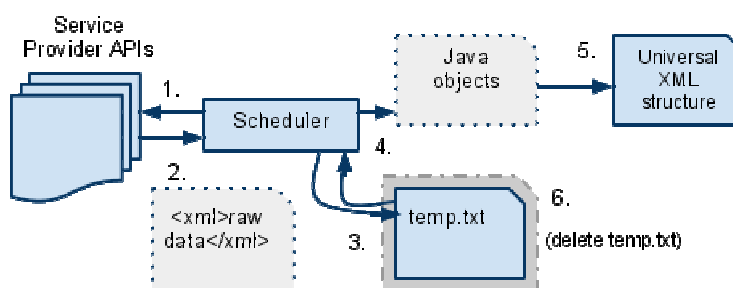 Service
Provider APIs
1.
Scheduler
Java
objects
5.
Universal
XML
structure
2.
<xml>raw
data</xml>
4.
3.
temp.txt
6.
(delete temp.txt)